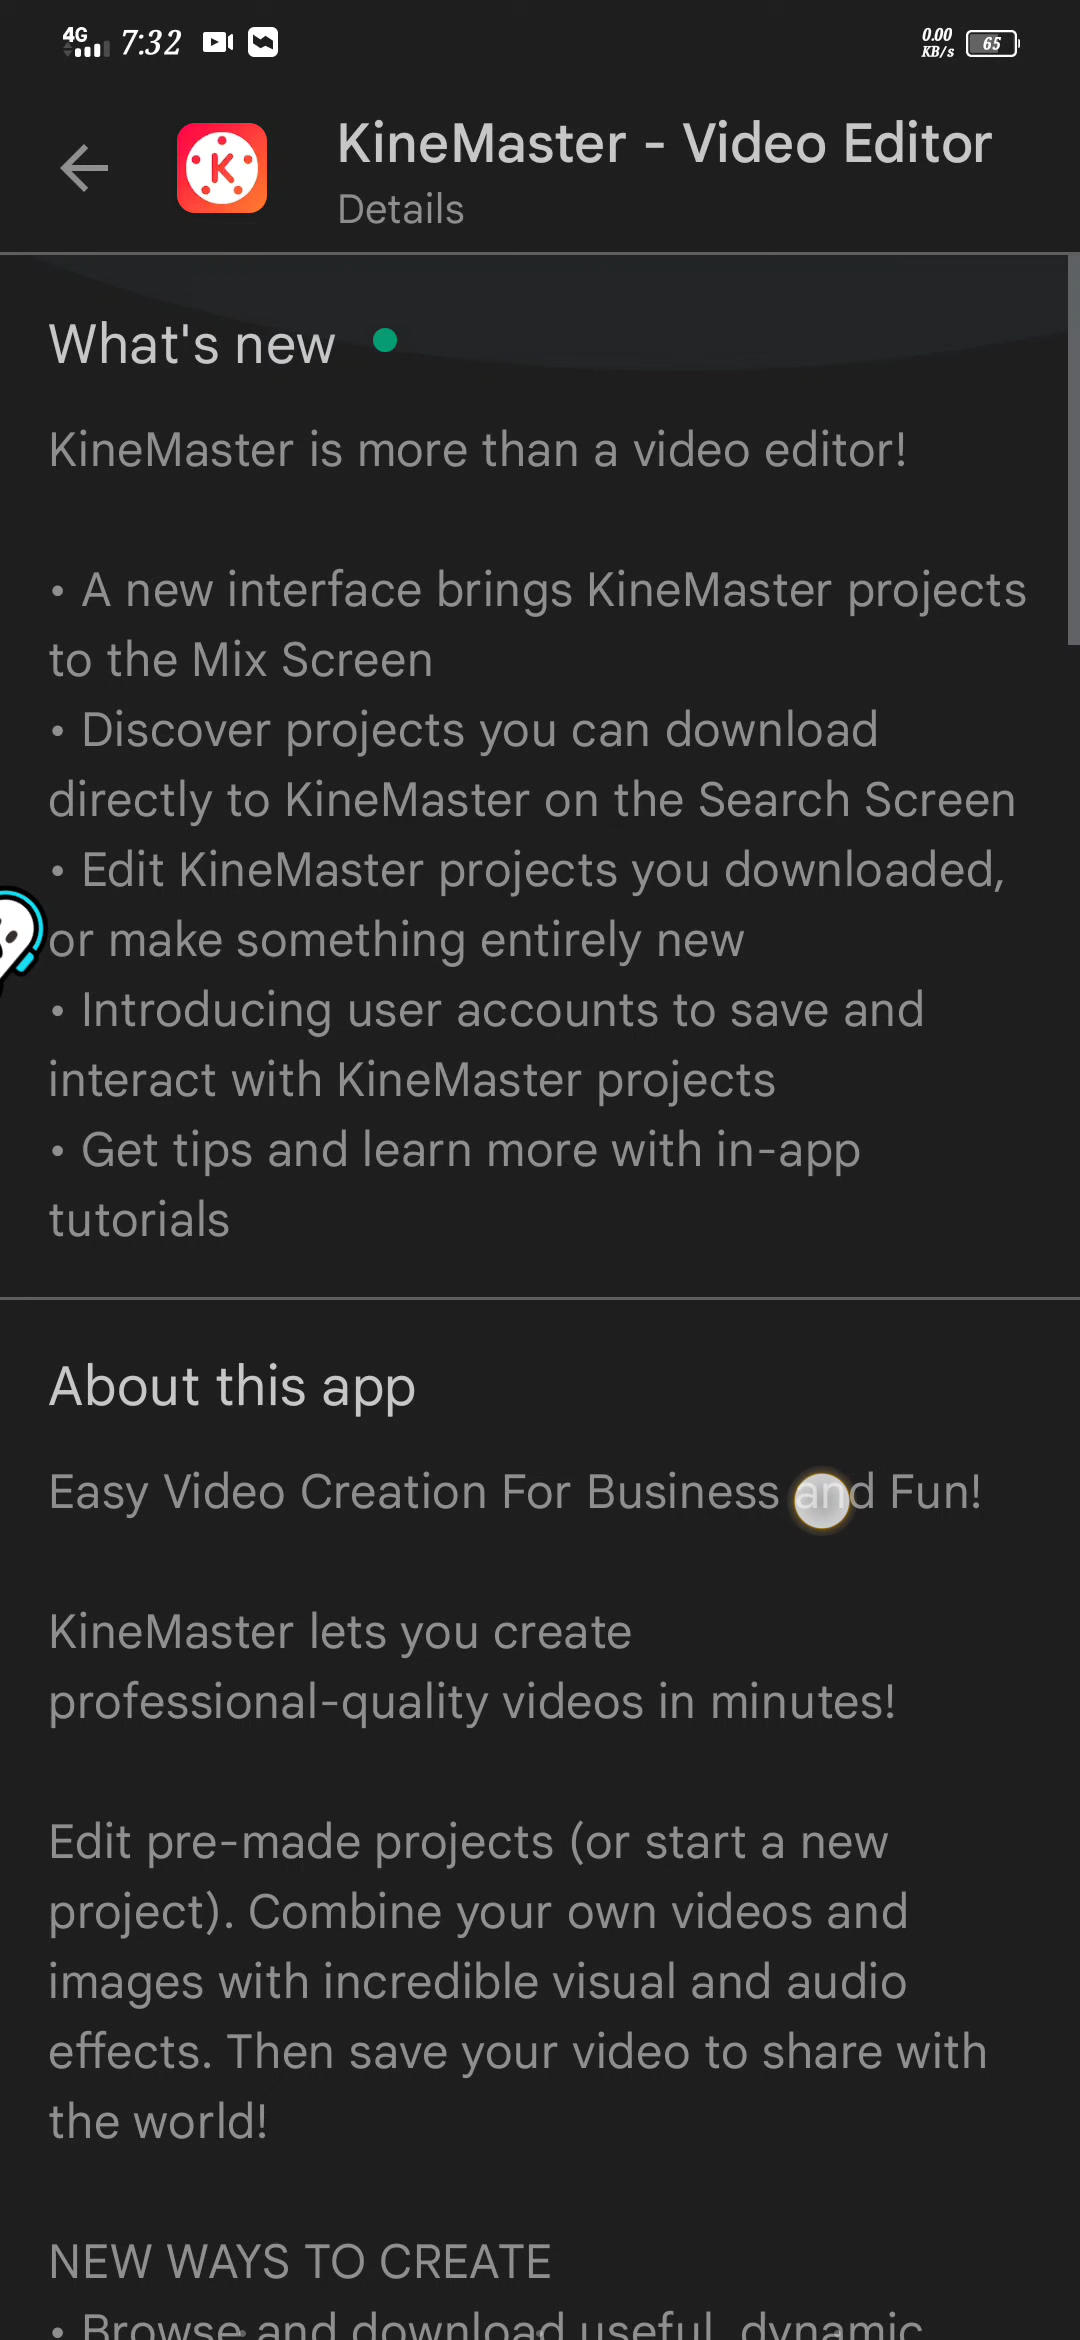 4G 7:32 0.00 KB/s 65
KineMaster - Video Editor
Details
What's new
KineMaster is more than a video editor!
• A new interface brings KineMaster projects
to the Mix Screen
• Discover projects you can download
directly to KineMaster on the Search Screen
• Edit KineMaster projects you downloaded,
or make something entirely new
• Introducing user accounts to save and
interact with KineMaster projects
• Get tips and learn more with in-app
tutorials
About this app
Easy Video Creation For Business and Fun!
KineMaster lets you create
professional-quality videos in minutes!
Edit pre-made projects (or start a new
project). Combine your own videos and
images with incredible visual and audio
effects. Then save your video to share with
the world!
NEW WAYS TO CREATE
• Browse and download useful, dynamic